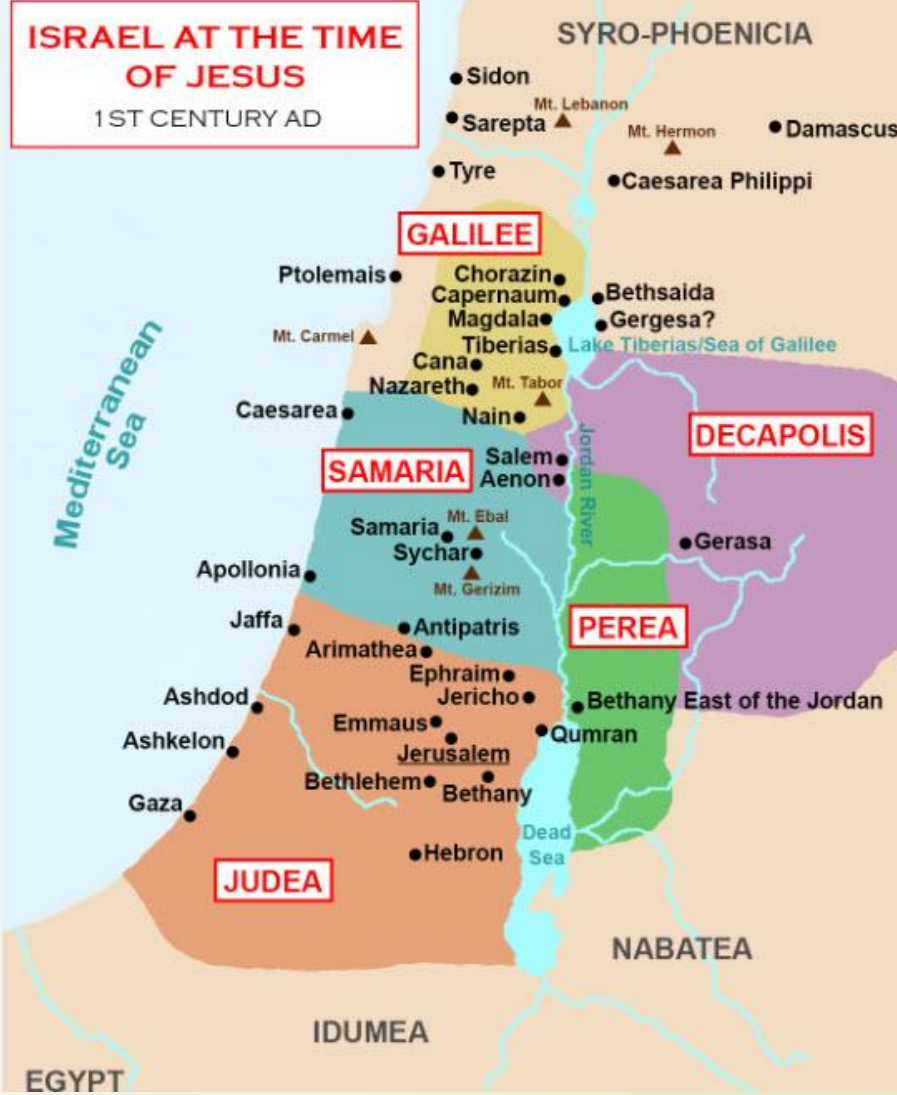 ISRAEL AT THE TIME
OF JESUS
1ST CENTURY AD
SYRO-PHOENICIA
Sidon
Mt. Lebanon
Sarepta
Mt. Hermon
Damascus
Tyre
Caesarea Philippi
GALILEE
Ptolemais
Chorazin
Capernaum
Bethsaida
Magdala
Gergesa?
Mt. Carmel
Tiberias
Lake Tiberias/Sea of Galilee
Cana
Nazareth
Mt. Tabor
Caesarea
Nain
Mediterranean
Sea
DECAPOLIS
Jordan River
SAMARIA
Salem
Aenon
Mt. Ebal
Samaria
Sychar
Gerasa
Apollonia
Mt. Gerizim
Jaffa
Antipatris
PEREA
Arimathea
Ephraim
Jericho
Ashdod
Bethany East of the Jordan
Emmaus
Qumran
Ashkelon
Jerusalem
Bethlehem
Bethany
Gaza
Dead
Sea
Hebron
JUDEA
NABATEA
IDUMEA
EGYPT